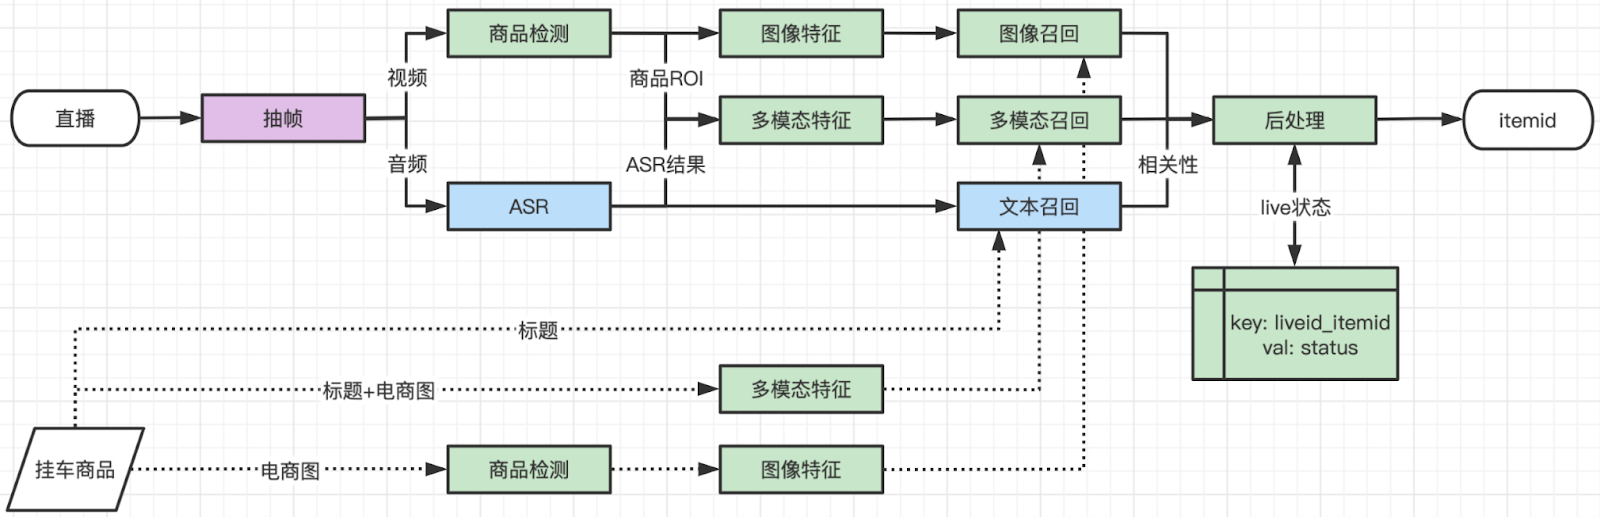 商品检测
图像特征
图像召回
视频
商品ROI
直播
抽帧
多模态特征
多模态召回
后处理
itemid
音频
ASR结果
相关性
ASR
文本召回
live状态
标题
key: liveid_itemid
val: status
标题+电商图
多模态特征
挂车商品
电商图
商品检测
图像特征